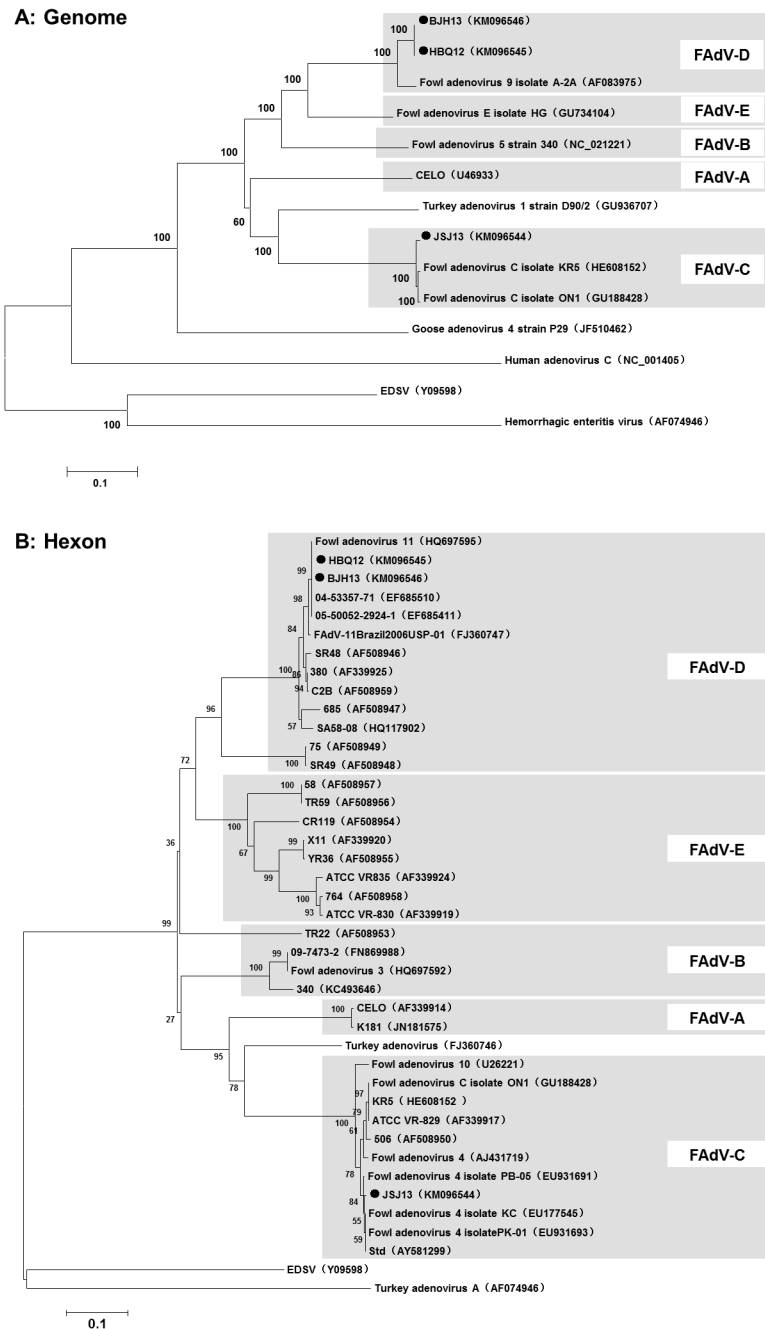 A: Genome
BJH13 (KM096546)
100
HBQ12 (KM096545)
100
FAdV-D
100
Fowl adenovirus 9 isolate A-2A (AF083975)
100
Fowl adenovirus E isolate HG (GU734104)
FAdV-E
100
Fowl adenovirus 5 strain 340 (NC_021221)
FAdV-B
100
CELO (U46933)
FAdV-A
Turkey adenovirus 1 strain D90/2 (GU936707)
60
JSJ13 (KM096544)
100
100
Fowl adenovirus C isolate KR5 (HE608152)
FAdV-C
100
Fowl adenovirus C isolate ON1 (GU188428)
100
Goose adenovirus 4 strain P29 (JF510462)
Human adenovirus C (NC_001405)
EDSV (Y09598)
100
Hemorrhagic enteritis virus (AF074946)
0.1
B: Hexon
Fowl adenovirus 11 (HQ697595)
HBQ12 (KM096545)
99
BJH13 (KM096546)
98
04-53357-71 (EF685510)
05-50052-2924-1 (EF685411)
84
FAdV-11Brazil2006USP-01 (FJ360747)
SR48 (AF508946)
100
86
380 (AF339925)
FAdV-D
94
C2B (AF508959)
96
685 (AF508947)
57
SA58-08 (HQ117902)
75 (AF508949)
72
100
SR49 (AF508948)
100
58 (AF508957)
TR59 (AF508956)
100
CR119 (AF508954)
36
99
X11 (AF339920)
FAdV-E
67
YR36 (AF508955)
99
ATCC VR835 (AF339924)
100
764 (AF508958)
93
ATCC VR-830 (AF339919)
99
TR22 (AF508953)
99
09-7473-2 (FN869988)
FAdV-B
100
Fowl adenovirus 3 (HQ697592)
340 (KC493646)
27
100
CELO (AF339914)
FAdV-A
K181 (JN181575)
95
Turkey adenovirus (FJ360746)
Fowl adenovirus 10 (U26221)
78
Fowl adenovirus C isolate ON1 (GU188428)
97
KR5 (HE608152 )
79
100
ATCC VR-829 (AF339917)
61
506 (AF508950)
Fowl adenovirus 4 (AJ431719)
FAdV-C
78
Fowl adenovirus 4 isolate PB-05 (EU931691)
JSJ13 (KM096544)
84
Fowl adenovirus 4 isolate KC (EU177545)
55
Fowl adenovirus 4 isolatePK-01 (EU931693)
59
Std (AY581299)
EDSV (Y09598)
Turkey adenovirus A (AF074946)
0.1